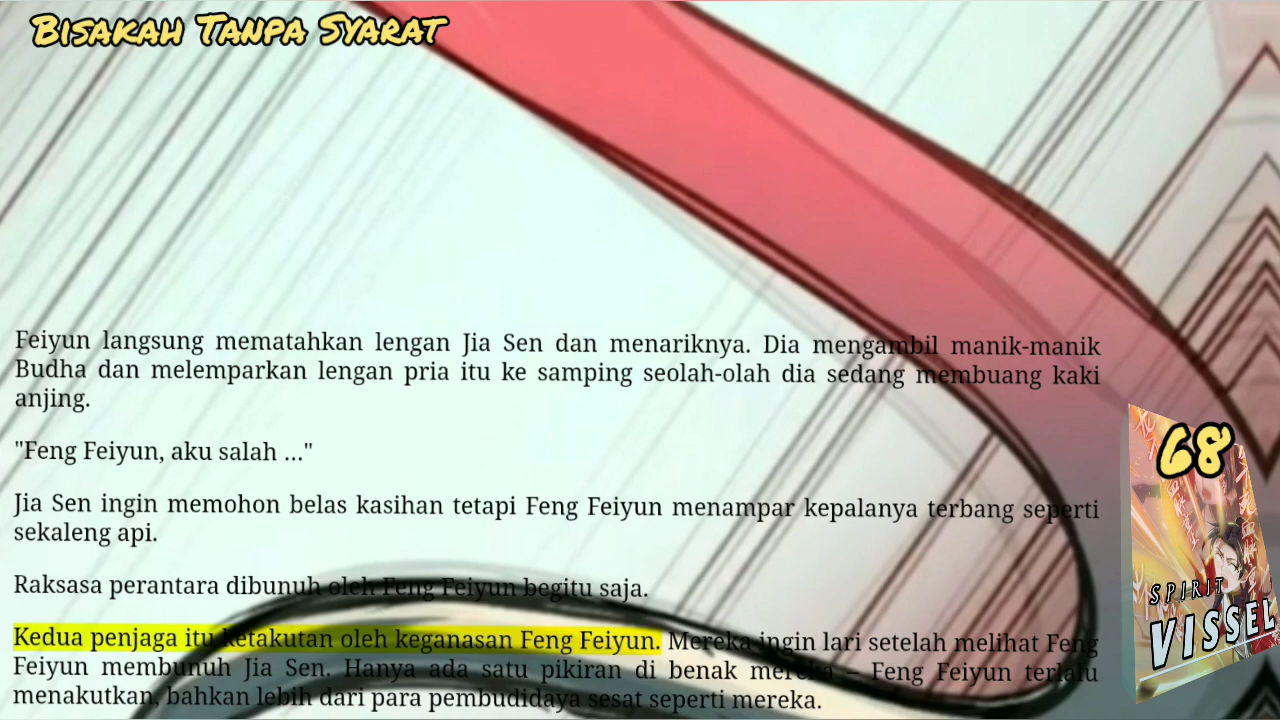 Bisakah Tanpa Syarat
Feiyun langsung mematahkan lengan Jia Sen dan menariknya. Dia mengambil manik-manik
Budha dan melemparkan lengan pria itu ke samping seolah-olah dia sedang membuang kaki
anjing.
"Feng Feiyun, aku salah ..."
Jia Sen ingin memohon belas kasihan tetapi Feng Feiyun menampar kepalanya terbang seperti
sekaleng api.
Raksasa perantara dibunuh oleh Feng Feiyun begitu saja.
Kedua penjaga itu ketakutan oleh keganasan Feng Feiyun. Mereka ingin lari setelah melihat Feng
Feiyun membunuh Jia Sen. Hanya ada satu pikiran di benak mereka – Feng Feiyun terlalu
menakutkan, bahkan lebih dari para pembudidaya sesat seperti mereka.
68
SPIRIT
VISSEL